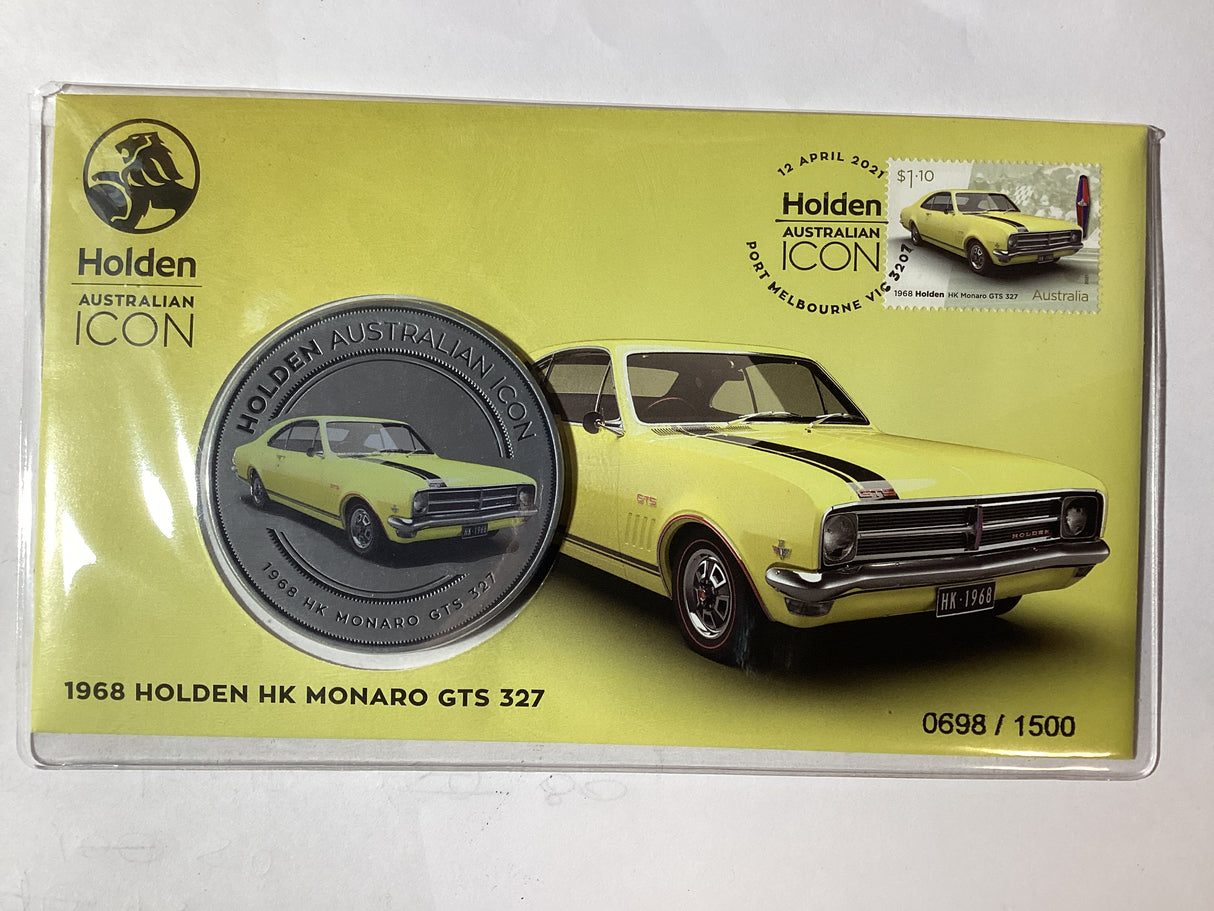 Holden
AUSTRALIAN
ICON
12 APRIL 2021
Holden
AUSTRALIAN
ICON
PORT MELBOURNE VIC 3207
$1·10
1968 Holden HK Monaro GTS 327
Australia
HOLDEN AUSTRALIAN ICON
HK·1968
1968 HK MONARO GTS 327
GTS
GTS
HOLDEN
HK·1968
1968 HOLDEN HK MONARO GTS 327
0698 / 1500